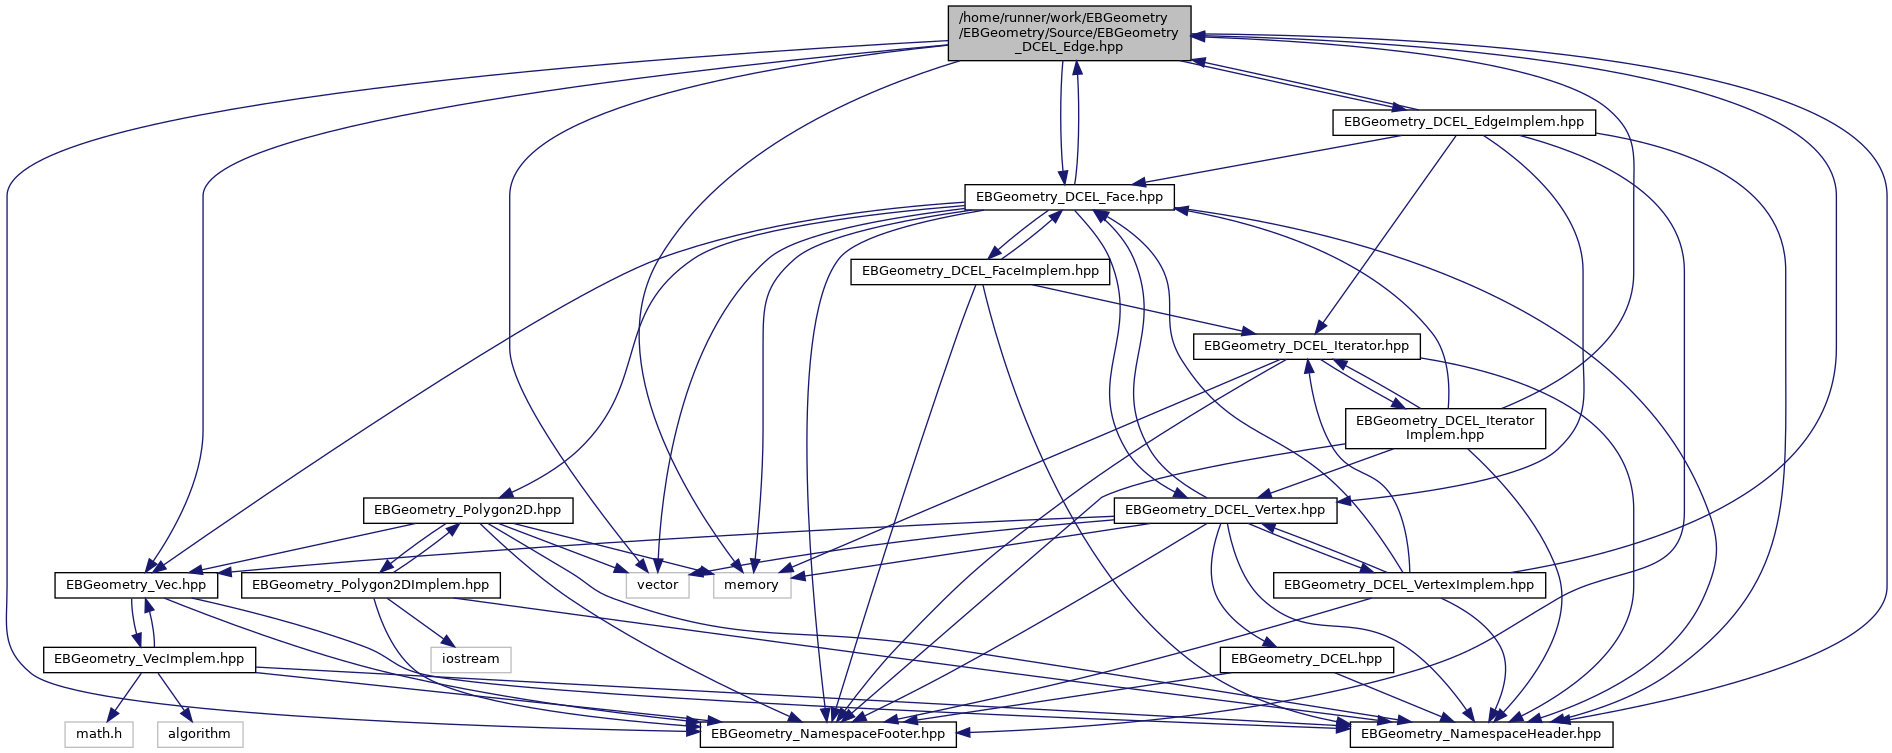 /home/runner/work/EBGeometry
/EBGeometry/Source/EBGeometry
_DCEL_Edge.hpp
EBGeometry_DCEL_EdgeImplem.hpp
EBGeometry_DCEL_Face.hpp
EBGeometry_DCEL_FaceImplem.hpp
EBGeometry_DCEL_Iterator.hpp
EBGeometry_DCEL_Iterator
Implem.hpp
EBGeometry_Polygon2D.hpp
EBGeometry_DCEL_Vertex.hpp
EBGeometry_Vec.hpp
EBGeometry_Polygon2DImplem.hpp
vector
memory
EBGeometry_DCEL_VertexImplem.hpp
EBGeometry_VecImplem.hpp
iostream
EBGeometry_DCEL.hpp
math.h
algorithm
EBGeometry_NamespaceFooter.hpp
EBGeometry_NamespaceHeader.hpp